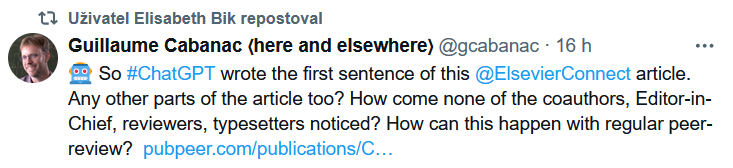 Uživatel Elisabeth Bik repostoval
Guillaume Cabanac ⟨here and elsewhere⟩ @gcabanac · 16 h
🤖 So #ChatGPT wrote the first sentence of this @ElsevierConnect article.
Any other parts of the article too? How come none of the coauthors, Editor-in-
Chief, reviewers, typesetters noticed? How can this happen with regular peer-
review? pubpeer.com/publications/C…